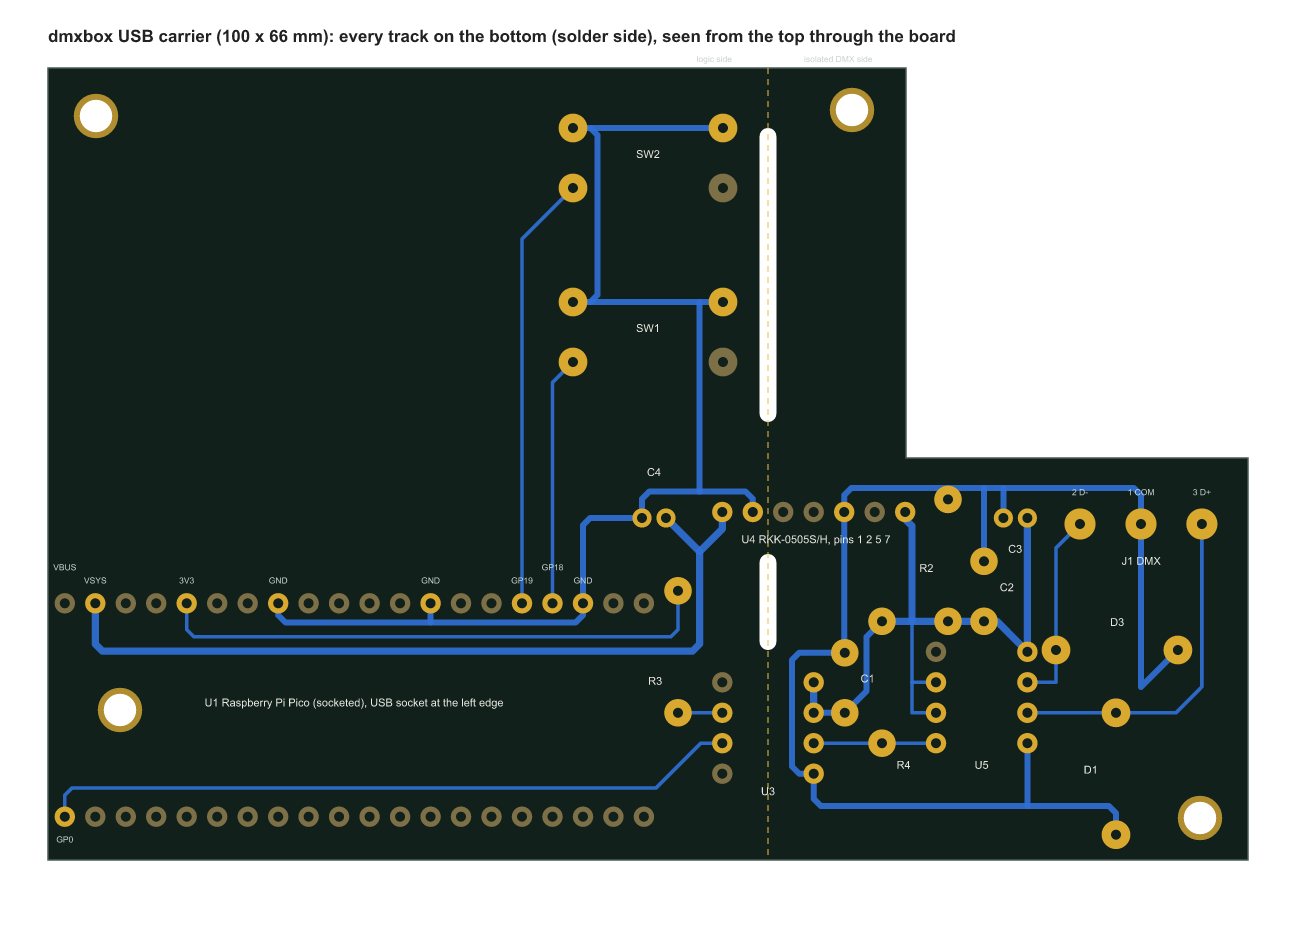 dmxbox USB carrier (100 x 66 mm): every track on the bottom (solder side), seen from the top through the board
logic side
isolated DMX side
SW2
SW1
C4
2 D-
1 COM
3 D+
U4 RKK-0505S/H, pins 1 2 5 7
C3
J1 DMX
R2
C2
VBUS
GP18
VSYS
3V3
GND
GND
GP19
GND
D3
R3
C1
U1 Raspberry Pi Pico (socketed), USB socket at the left edge
R4
U5
D1
U3
GP0